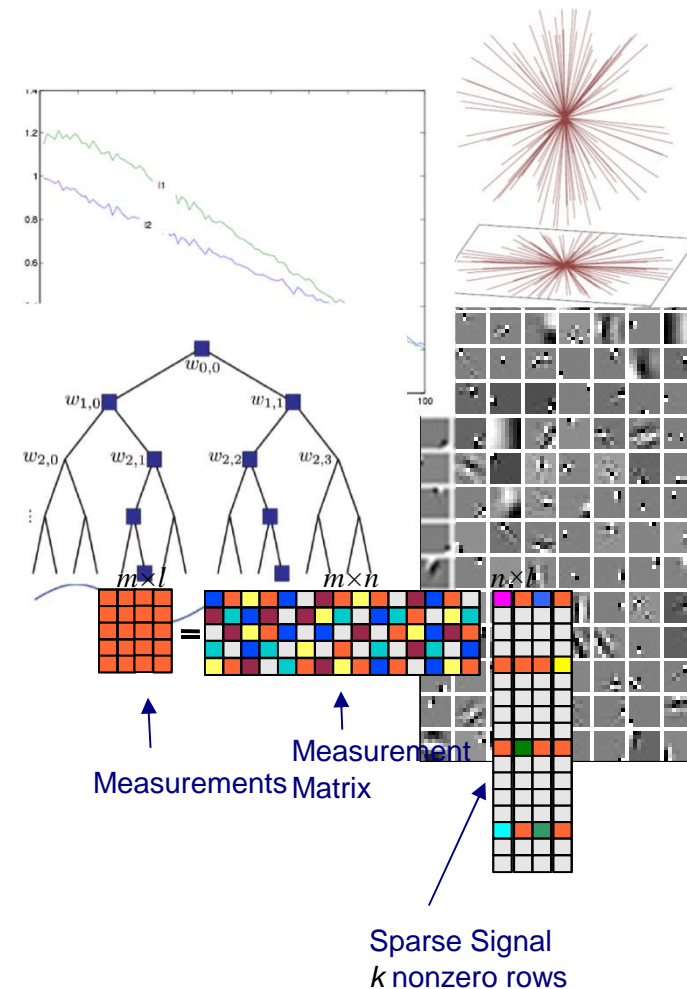 1.4
1.2
1
0.8
0.6
l1
l2
100
w0,0
w1,0
w1,1
w2,0
w2,1
w2,2
w2,3
⋮
m×l
m×n
n×l
=
Measurements
Measurement
Matrix
Sparse Signal
k nonzero rows